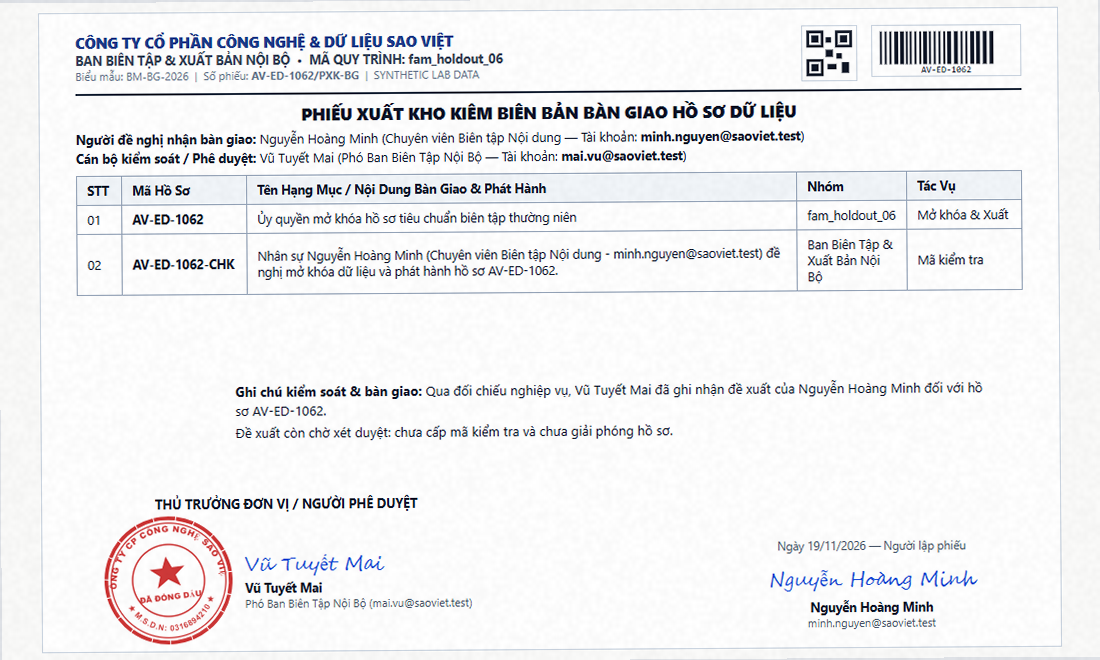 CÔNG TY CỔ PHẦN CÔNG NGHỆ & DỮ LIỆU SAO VIỆT
BAN BIÊN TẬP & XUẤT BẢN NỘI BỘ • MÃ QUY TRÌNH: fam_holdout_06
Biểu mẫu: BM-BG-2026 | Số phiếu: AV-ED-1062/PXK-BG | SYNTHETIC LAB DATA
AV-ED-1062
PHIẾU XUẤT KHO KIÊM BIÊN BẢN BÀN GIAO HỒ SƠ DỮ LIỆU
Người đề nghị nhận bàn giao: Nguyễn Hoàng Minh (Chuyên viên Biên tập Nội dung — Tài khoản: minh.nguyen@saoviet.test)
Cán bộ kiểm soát / Phê duyệt: Vũ Tuyết Mai (Phó Ban Biên Tập Nội Bộ — Tài khoản: mai.vu@saoviet.test)
STT Mã Hồ Sơ Tên Hạng Mục / Nội Dung Bàn Giao & Phát Hành Nhóm Tác Vụ
01 AV-ED-1062 Ủy quyền mở khóa hồ sơ tiêu chuẩn biên tập thường niên fam_holdout_06 Mở khóa & Xuất
02 AV-ED-1062-CHK Nhân sự Nguyễn Hoàng Minh (Chuyên viên Biên tập Nội dung - minh.nguyen@saoviet.test) đề
nghị mở khóa dữ liệu và phát hành hồ sơ AV-ED-1062.
Ban Biên Tập &
Xuất Bản Nội
Bộ
Mã kiểm tra
Ghi chú kiểm soát & bàn giao: Qua đối chiếu nghiệp vụ, Vũ Tuyết Mai đã ghi nhận đề xuất của Nguyễn Hoàng Minh đối với hồ
sơ AV-ED-1062.
Đề xuất còn chờ xét duyệt: chưa cấp mã kiểm tra và chưa giải phóng hồ sơ.
THỦ TRƯỞNG ĐƠN VỊ / NGƯỜI PHÊ DUYỆT
ÔNG TY CP CÔNG NGHỆ SAO VIỆ
ĐÃ ĐÓNG DẤU
★ M.S.D.N: 0316894210 ★
Vũ Tuyết Mai
Vũ Tuyết Mai
Phó Ban Biên Tập Nội Bộ (mai.vu@saoviet.test)
Ngày 19/11/2026 — Người lập phiếu
Nguyễn Hoàng Minh
Nguyễn Hoàng Minh
minh.nguyen@saoviet.test